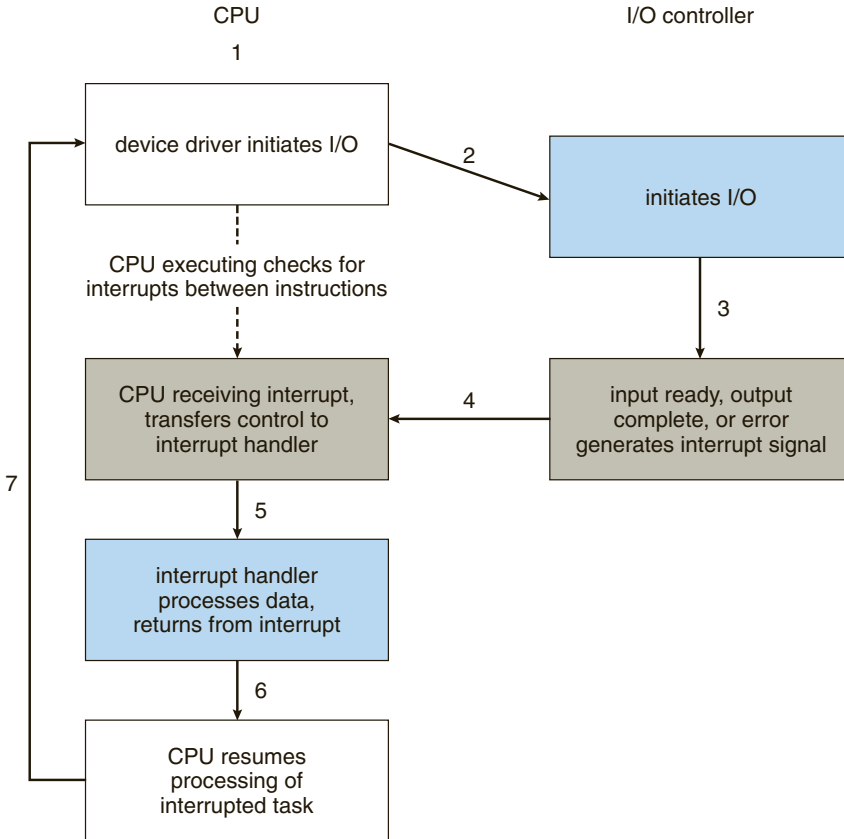 CPU
I/O controller
1
device driver initiates I/O
2
initiates I/O
CPU executing checks for
interrupts between instructions
3
CPU receiving interrupt,
transfers control to
interrupt handler
4
input ready, output
complete, or error
generates interrupt signal
7
5
interrupt handler
processes data,
returns from interrupt
6
CPU resumes
processing of
interrupted task